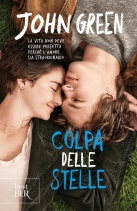 JOHN GREEN
LA VITA NON DEVE
ESSERE PERFETTA
PERCHÉ L'AMORE
SIA STRAORDINARIO
COLPA
DELLE
STELLE
BUR